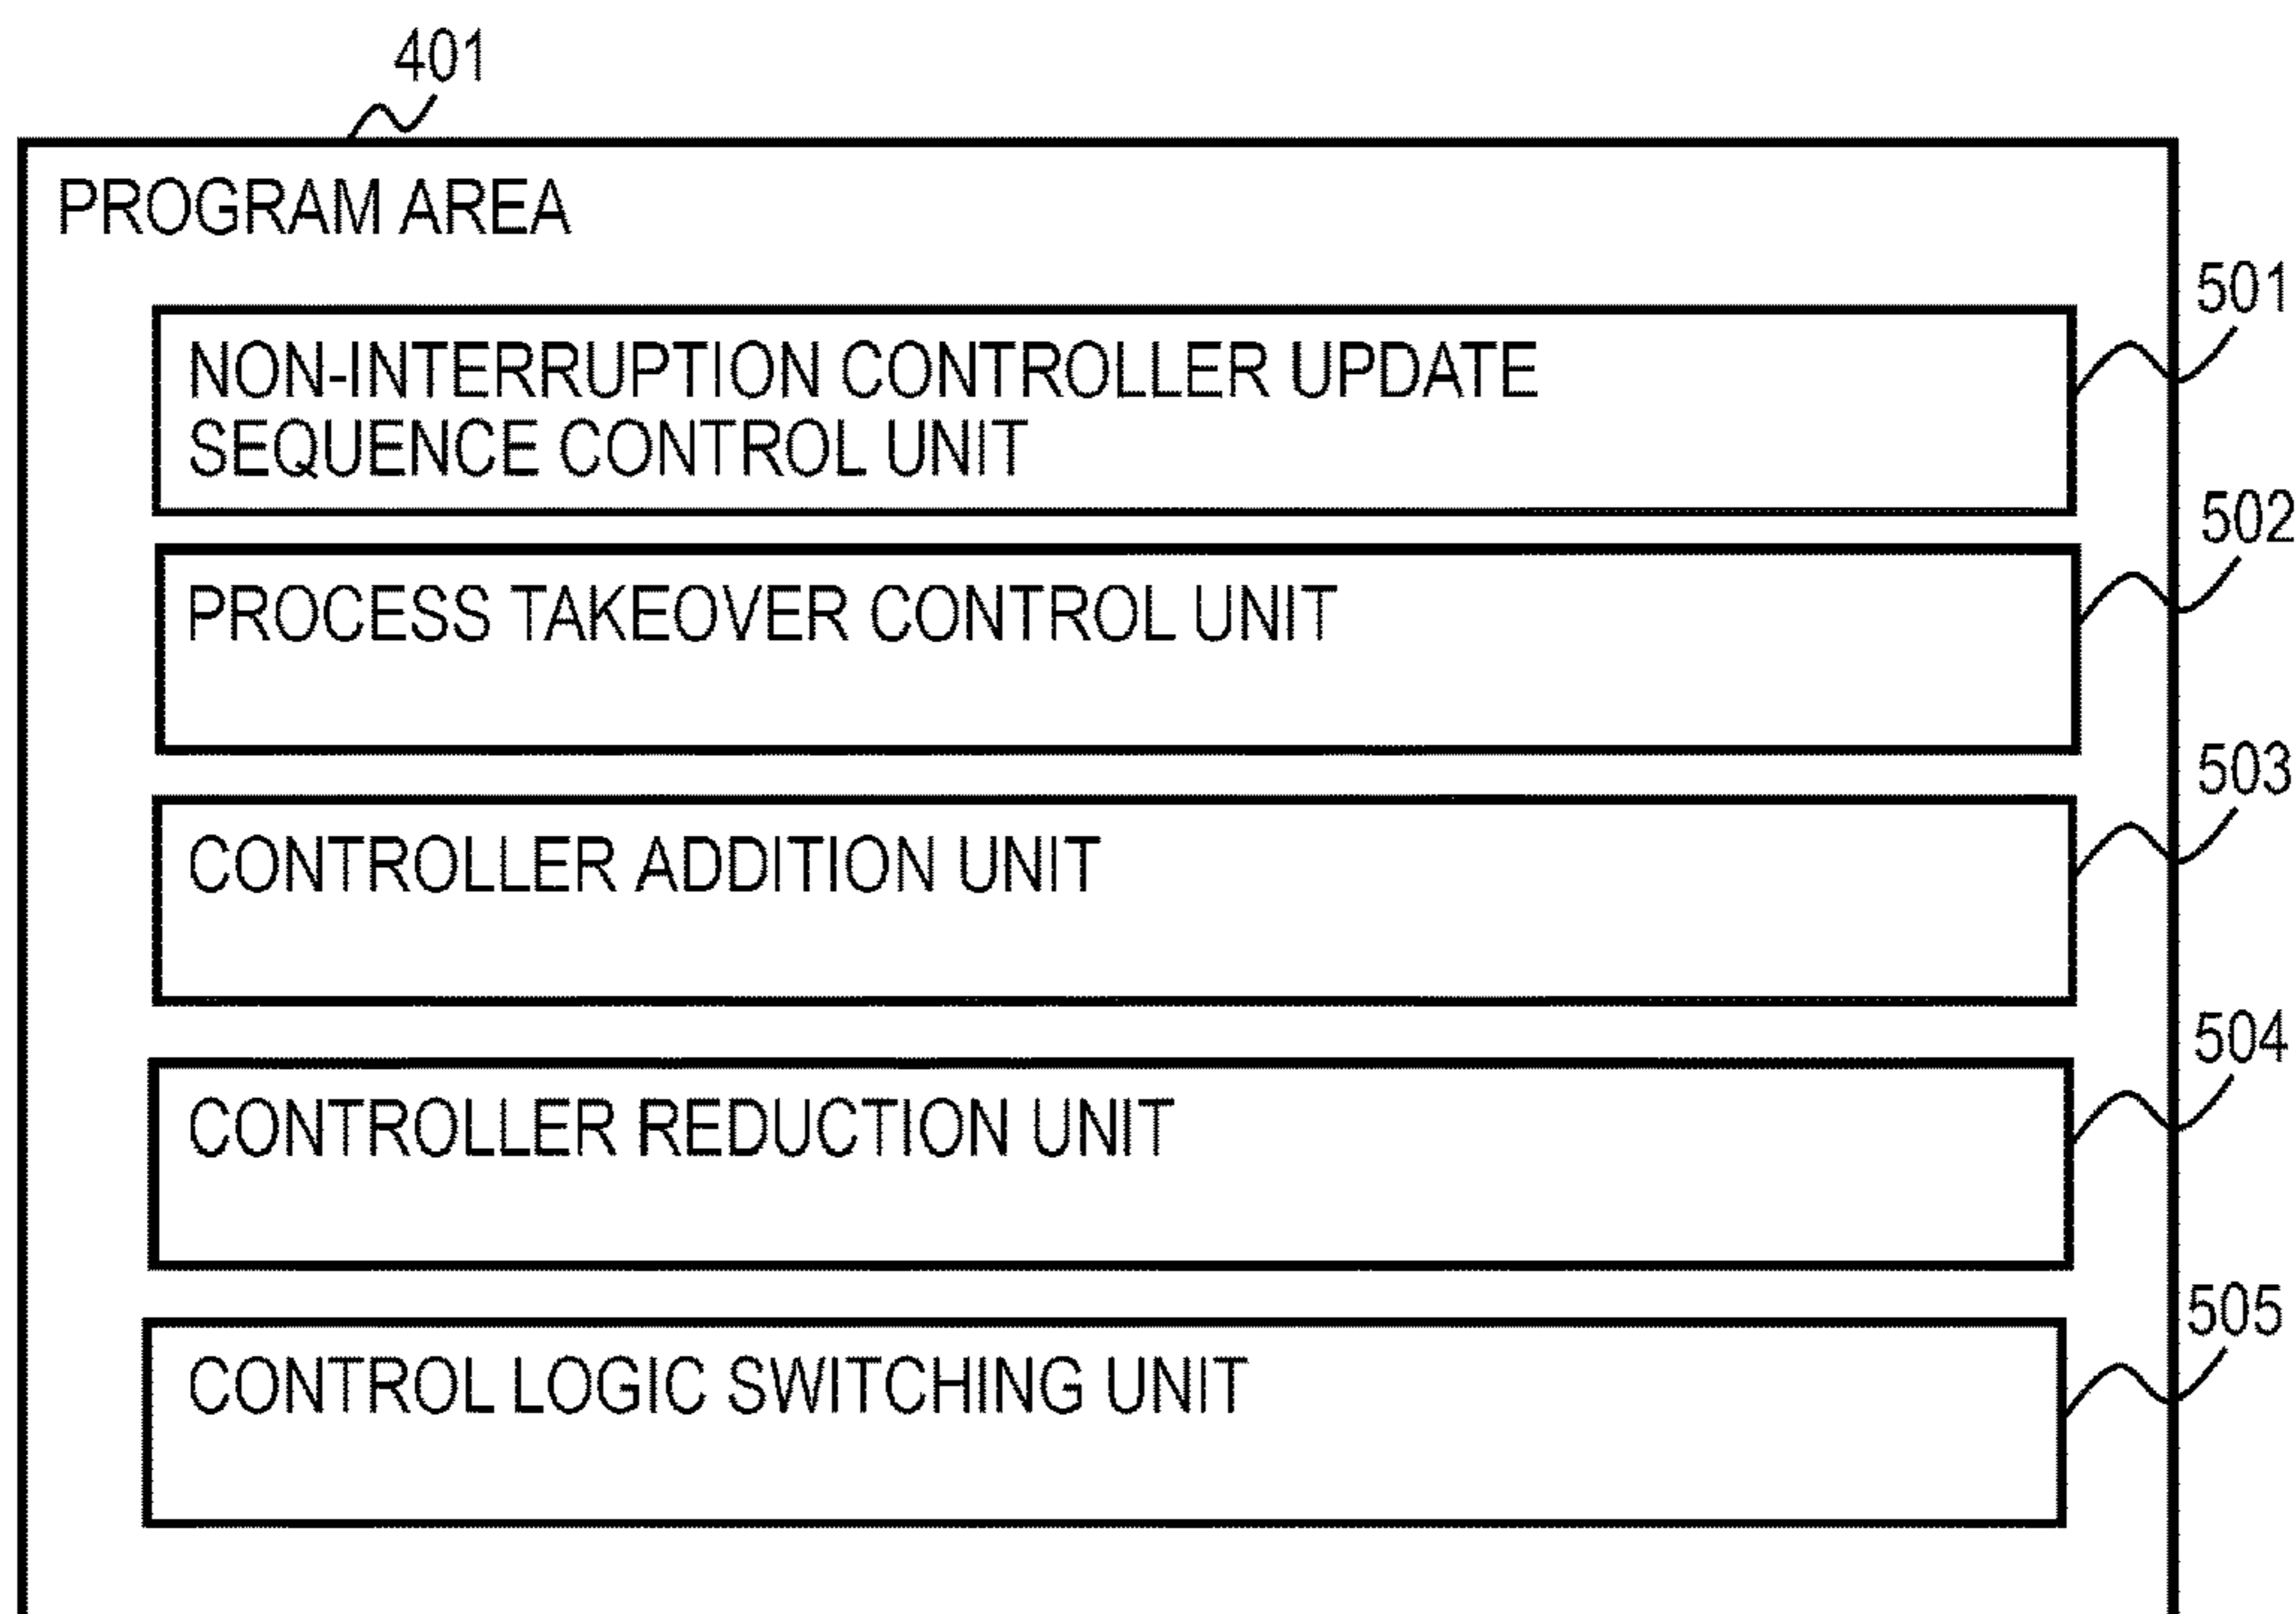 401
PROGRAM AREA
501
NON-INTERRUPTION CONTROLLER UPDATE
SEQUENCE CONTROL UNIT
502
PROCESS TAKEOVER CONTROL UNIT
503
CONTROLLER ADDITION UNIT
504
CONTROLLER REDUCTION UNIT
505
CONTROL LOGIC SWITCHING UNIT